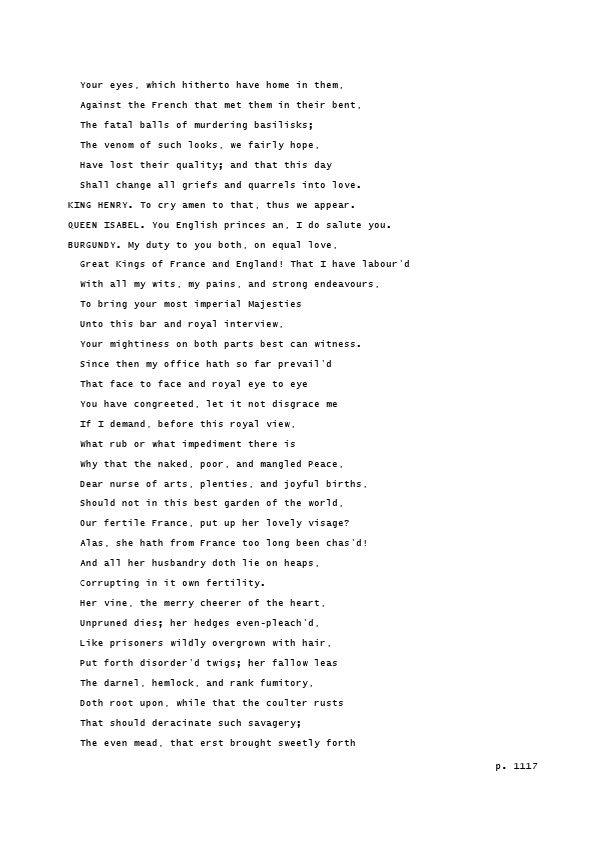 Your eyes, which hitherto have home in them,
Against the French that met them in their bent,
The fatal balls of murdering basilisks;
The venom of such looks, we fairly hope,
Have lost their quality; and that this day
Shall change all griefs and quarrels into love.
KING HENRY. To cry amen to that, thus we appear.
QUEEN ISABEL. You English princes an, I do salute you.
BURGUNDY. My duty to you both, on equal love,
Great Kings of France and England! That I have labour'd
With all my wits, my pains, and strong endeavours,
To bring your most imperial Majesties
Unto this bar and royal interview,
Your mightiness on both parts best can witness.
Since then my office hath so far prevail'd
That face to face and royal eye to eye
You have congreeted, let it not disgrace me
If I demand, before this royal view,
What rub or what impediment there is
Why that the naked, poor, and mangled Peace,
Dear nurse of arts, plenties, and joyful births,
Should not in this best garden of the world,
Our fertile France, put up her lovely visage?
Alas, she hath from France too long been chas'd!
And all her husbandry doth lie on heaps,
Corrupting in it own fertility.
Her vine, the merry cheerer of the heart,
Unpruned dies; her hedges even-pleach'd,
Like prisoners wildly overgrown with hair,
Put forth disorder'd twigs; her fallow leas
The darnel, hemlock, and rank fumitory,
Doth root upon, while that the coulter rusts
That should deracinate such savagery;
The even mead, that erst brought sweetly forth
p. 1117